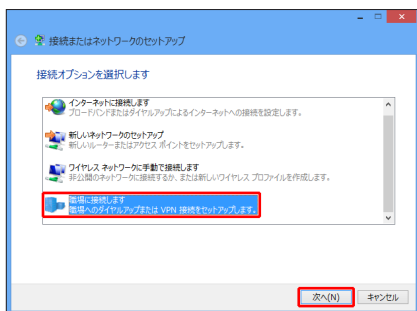 接続またはネットワークのセットアップ
接続オプションを選択します
インターネットに接続します
ブロードバンドまたはダイヤルアップによるインターネットへの接続を設定します。
新しいネットワークのセットアップ
新しいルーターまたはアクセス ポイントをセットアップします。
ワイヤレス ネットワークに手動で接続します
非公開のネットワークに接続するか、または新しいワイヤレス プロファイルを作成します。
職場に接続します
職場へのダイヤルアップまたは VPN 接続をセットアップします。
次へ(N)
キャンセル